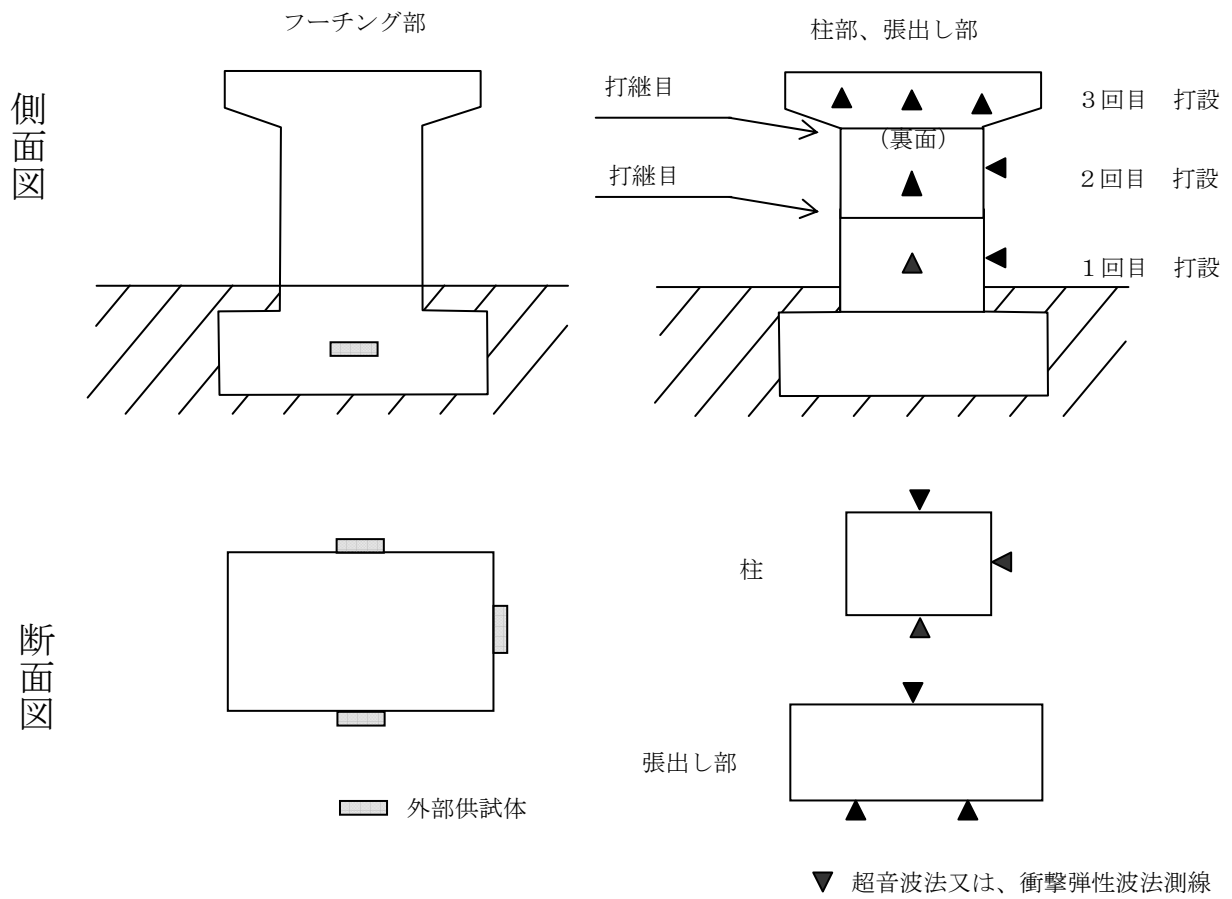 フーチング部
柱部、張出し部
側面図
打継目
３回目　打設
（裏面）
打継目
２回目　打設
１回目　打設
断面図
柱
張出し部
外部供試体
超音波法又は、衝撃弾性波法測線